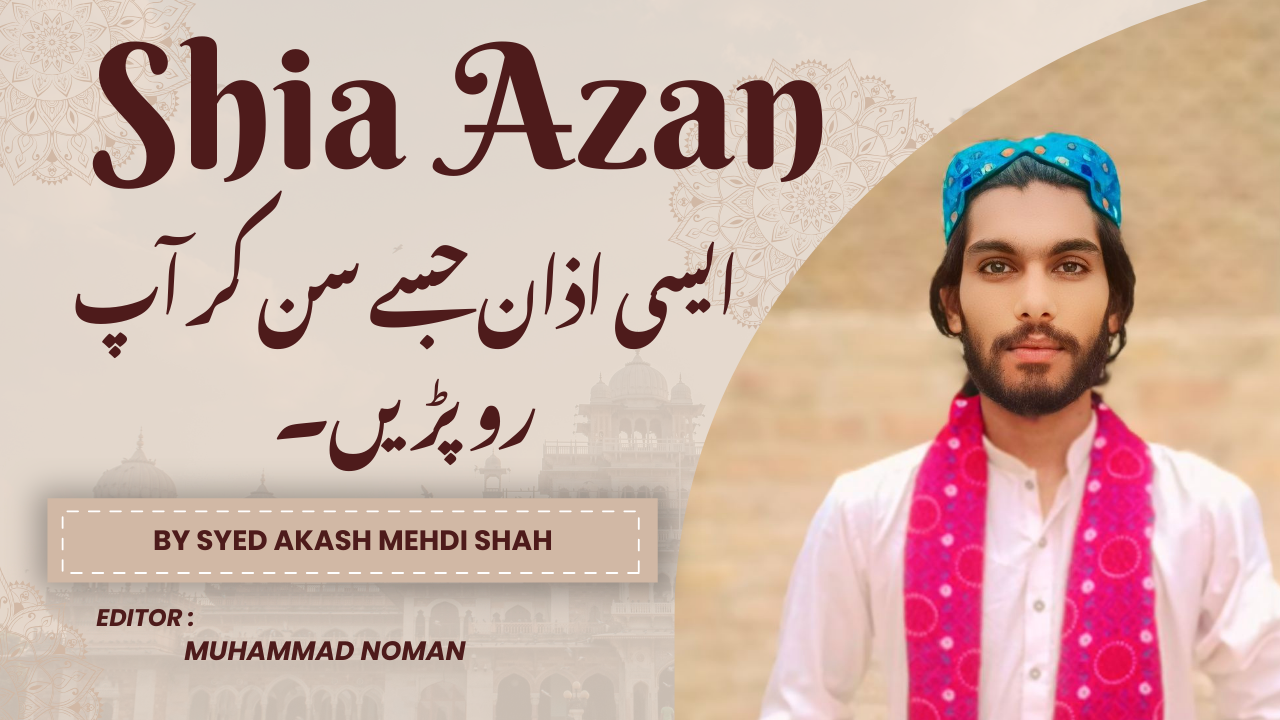 Shia Azan
ایسی اذان جسے سن کر آپ
رو پڑیں۔
BY SYED AKASH MEHDI SHAH
EDITOR :
MUHAMMAD NOMAN